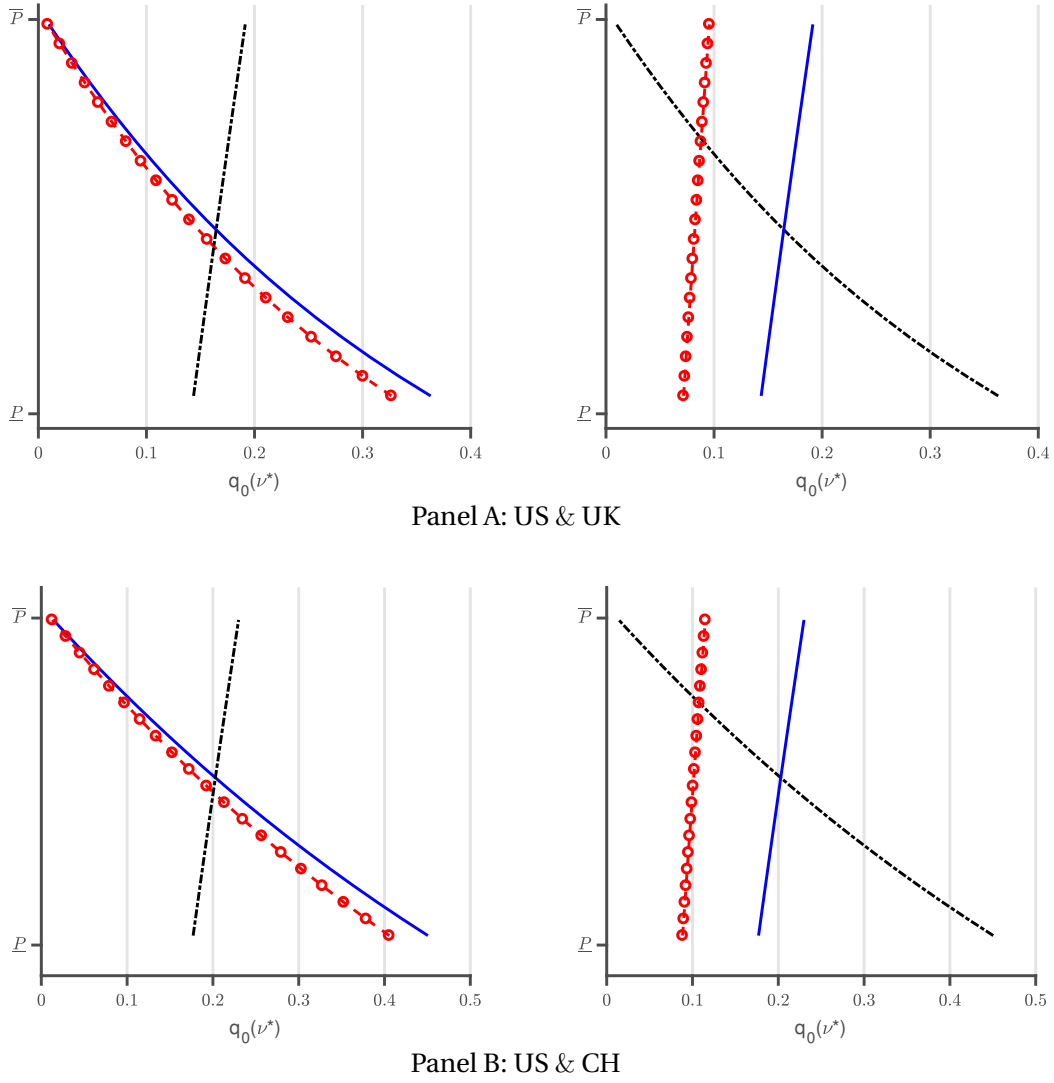 P̅
P̲
0 0.1 0.2 0.3 0.4
q₀(ν*)
P̅
P̲
0 0.1 0.2 0.3 0.4
q₀(ν*)
Panel A: US & UK
P̅
P̲
0 0.1 0.2 0.3 0.4 0.5
q₀(ν*)
P̅
P̲
0 0.1 0.2 0.3 0.4 0.5
q₀(ν*)
Panel B: US & CH